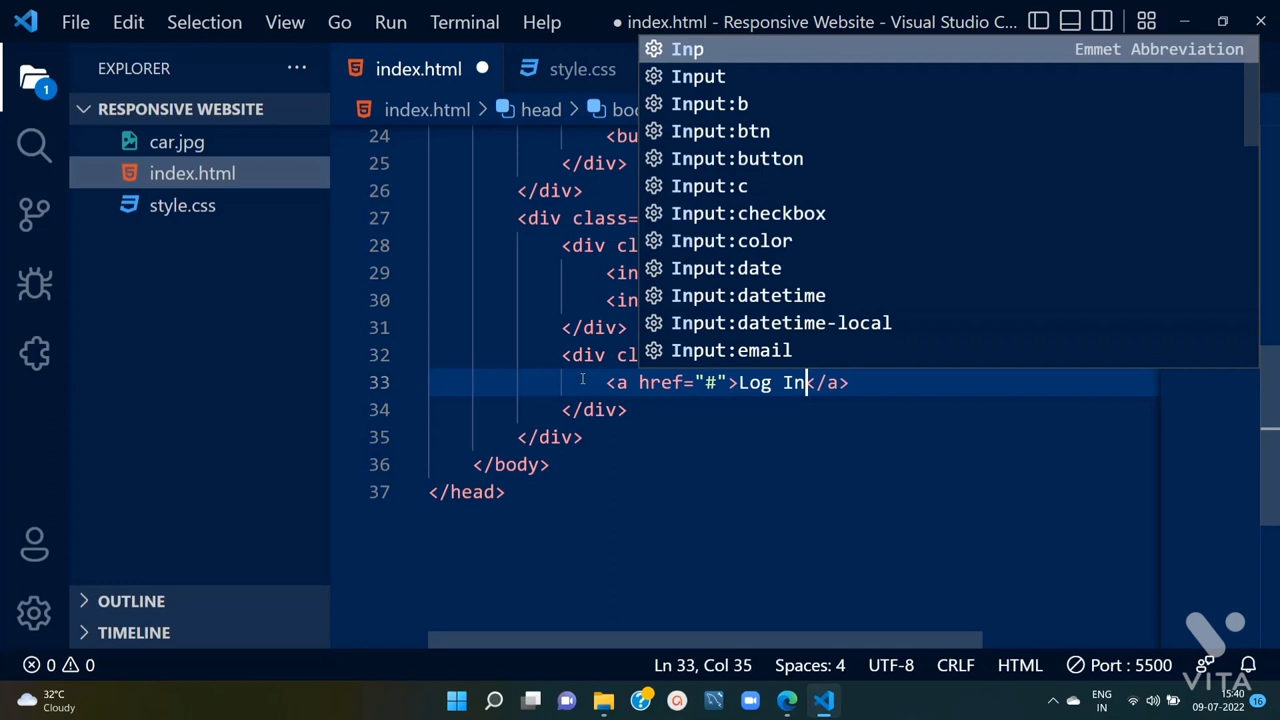 File Edit Selection View Go Run Terminal Help ● index.html - Responsive Website - Visual Studio C...
EXPLORER ...
index.html ●
style.css
1
RESPONSIVE WEBSITE
car.jpg
index.html
style.css
OUTLINE
TIMELINE
index.html > head > bo
24 <bu
25 </div>
26 </div>
27 <div class=
28 <div cl
29 <in
30 <in
31 </div>
32 <div cl
33 <a href="#">Log In</a>
34 </div>
35 </div>
36 </body>
37 </head>
Inp Emmet Abbreviation
Input
Input:b
Input:btn
Input:button
Input:c
Input:checkbox
Input:color
Input:date
Input:datetime
Input:datetime-local
Input:email
VITA
0 0 Ln 33, Col 35 Spaces: 4 UTF-8 CRLF HTML Port : 5500
32°C
Cloudy
ENG
IN
15:40
09-07-2022
16